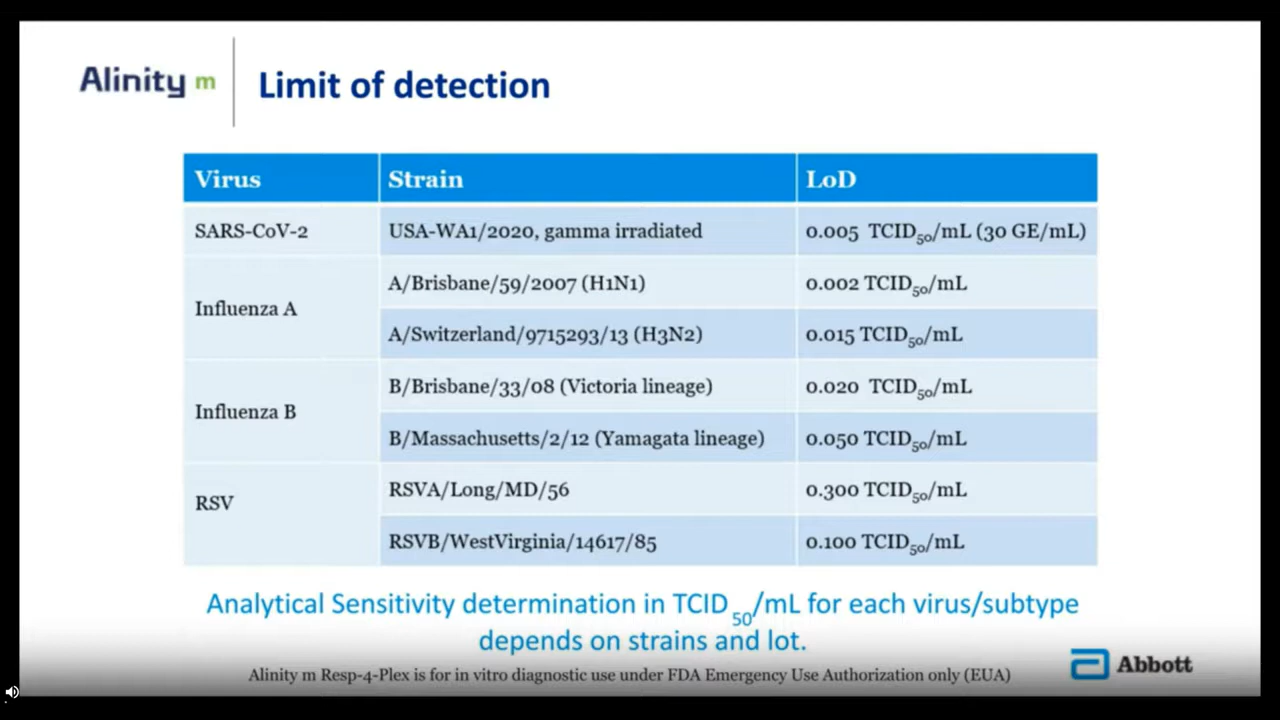 Alinity m
Limit of detection
Virus Strain LoD
SARS-CoV-2 USA-WA1/2020, gamma irradiated 0.005 TCID50/mL (30 GE/mL)
Influenza A
A/Brisbane/59/2007 (H1N1) 0.002 TCID50/mL
A/Switzerland/9715293/13 (H3N2) 0.015 TCID50/mL
Influenza B
B/Brisbane/33/08 (Victoria lineage) 0.020 TCID50/mL
B/Massachusetts/2/12 (Yamagata lineage) 0.050 TCID50/mL
RSV
RSVA/Long/MD/56 0.300 TCID50/mL
RSVB/WestVirginia/14617/85 0.100 TCID50/mL
Analytical Sensitivity determination in TCID50/mL for each virus/subtype
depends on strains and lot.
Alinity m Resp-4-Plex is for in vitro diagnostic use under FDA Emergency Use Authorization only (EUA)
Abbott